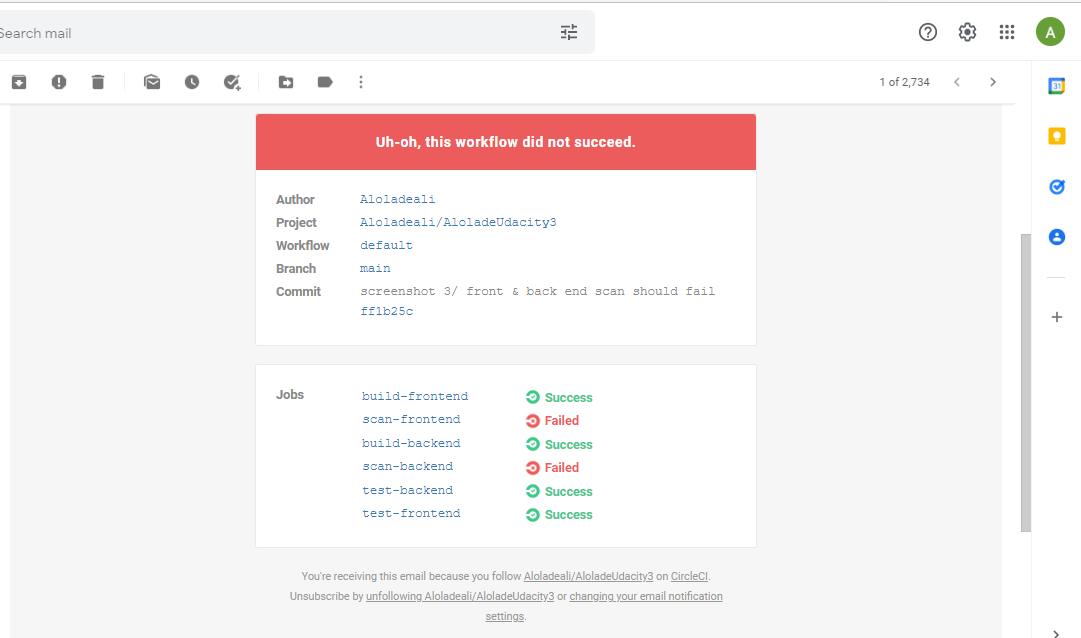 Search mail
A
1 of 2,734
31
Uh-oh, this workflow did not succeed.
Author Aloladeali
Project Aloladeali/AloladeUdacity3
Workflow default
Branch main
Commit screenshot 3/ front & back end scan should fail
ff1b25c
Jobs build-frontend Success
scan-frontend Failed
build-backend Success
scan-backend Failed
test-backend Success
test-frontend Success
You're receiving this email because you follow Aloladeali/AloladeUdacity3 on CircleCI.
Unsubscribe by unfollowing Aloladeali/AloladeUdacity3 or changing your email notification
settings.